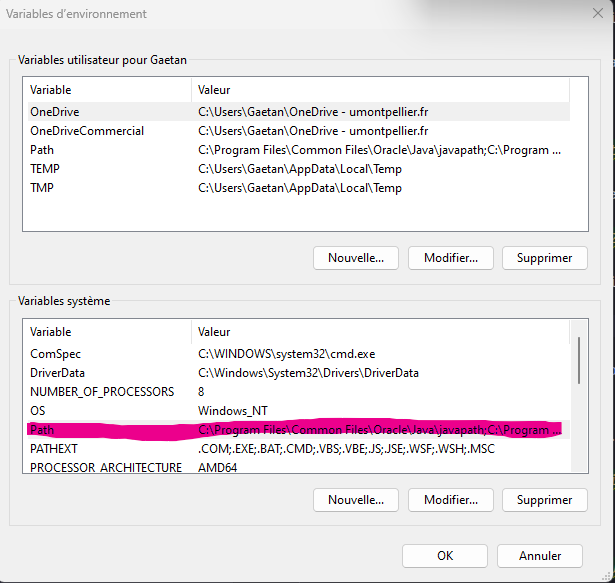 Variables d'environnement
Variables utilisateur pour Gaetan
Variable Valeur
OneDrive C:\Users\Gaetan\OneDrive - umontpellier.fr
OneDriveCommercial C:\Users\Gaetan\OneDrive - umontpellier.fr
Path C:\Program Files\Common Files\Oracle\Java\javapath;C:\Program ...
TEMP C:\Users\Gaetan\AppData\Local\Temp
TMP C:\Users\Gaetan\AppData\Local\Temp
Nouvelle... Modifier... Supprimer
Variables système
Variable Valeur
ComSpec C:\WINDOWS\system32\cmd.exe
DriverData C:\Windows\System32\Drivers\DriverData
NUMBER_OF_PROCESSORS 8
OS Windows_NT
Path C:\Program Files\Common Files\Oracle\Java\javapath;C:\Program ...
PATHEXT .COM;.EXE;.BAT;.CMD;.VBS;.VBE;.JS;.JSE;.WSF;.WSH;.MSC
PROCESSOR_ARCHITECTURE AMD64
Nouvelle... Modifier... Supprimer
OK Annuler